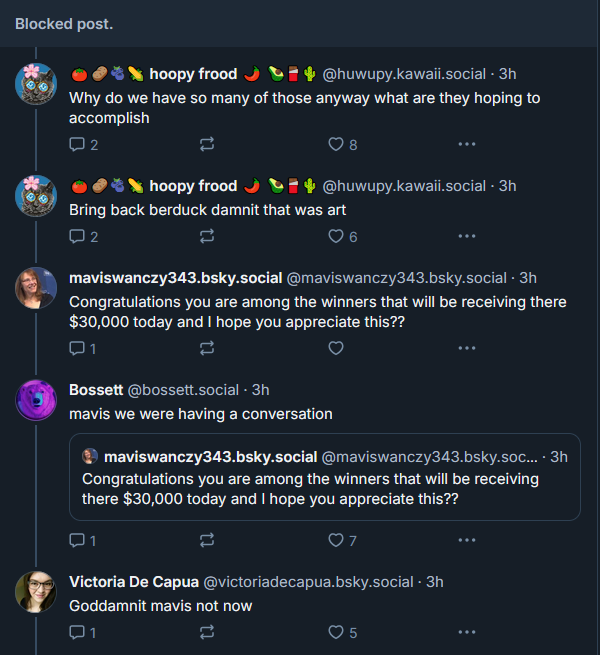 Blocked post.
🍅 🥔 🫐 🌽 hoopy frood 🌶️ 🥑 🥫 🌵 @huwupy.kawaii.social · 3h
Why do we have so many of those anyway what are they hoping to
accomplish
2 8
🍅 🥔 🫐 🌽 hoopy frood 🌶️ 🥑 🥫 🌵 @huwupy.kawaii.social · 3h
Bring back berduck damnit that was art
2 6
maviswanczy343.bsky.social @maviswanczy343.bsky.social · 3h
Congratulations you are among the winners that will be receiving there
$30,000 today and I hope you appreciate this??
1
Bossett @bossett.social · 3h
mavis we were having a conversation
maviswanczy343.bsky.social @maviswanczy343.bsky.soc... · 3h
Congratulations you are among the winners that will be receiving
there $30,000 today and I hope you appreciate this??
1 7
Victoria De Capua @victoriadecapua.bsky.social · 3h
Goddamnit mavis not now
1 5